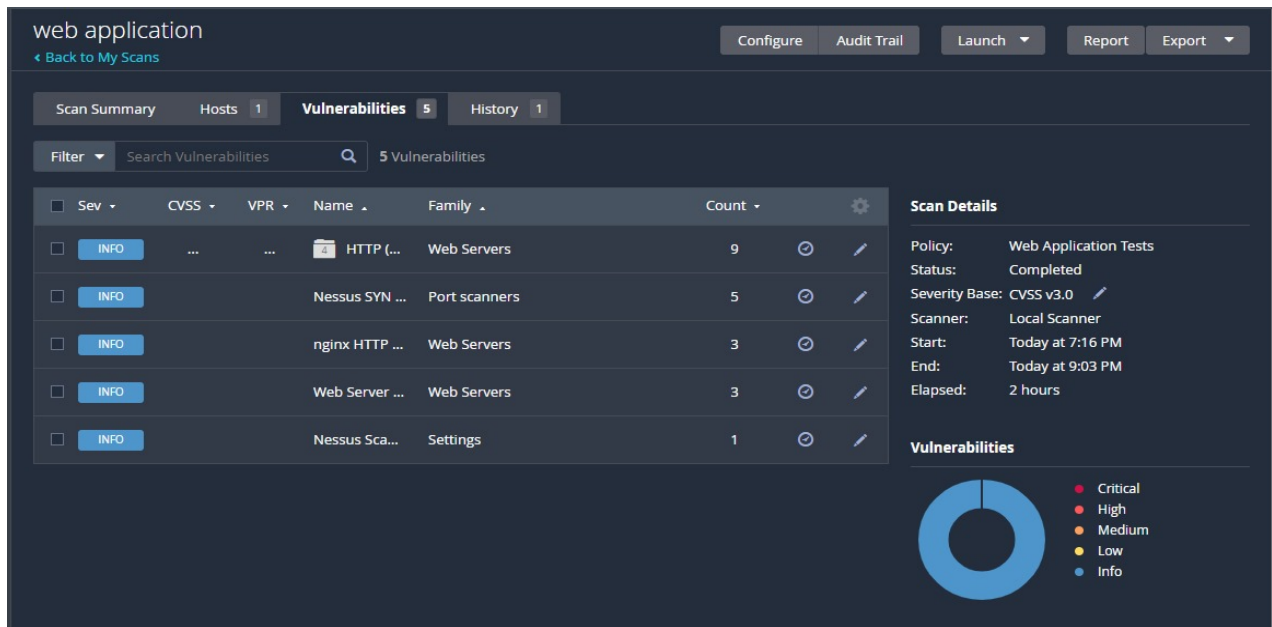 web application
Back to My Scans
Configure Audit Trail Launch Report Export
Scan Summary Hosts 1 Vulnerabilities 5 History 1
Filter Search Vulnerabilities 5 Vulnerabilities
Sev CVSS VPR Name Family Count
INFO ... ... 4 HTTP (... Web Servers 9
INFO Nessus SYN ... Port scanners 5
INFO nginx HTTP ... Web Servers 3
INFO Web Server ... Web Servers 3
INFO Nessus Sca... Settings 1
Scan Details
Policy: Web Application Tests
Status: Completed
Severity Base: CVSS v3.0
Scanner: Local Scanner
Start: Today at 7:16 PM
End: Today at 9:03 PM
Elapsed: 2 hours
Vulnerabilities
Critical
High
Medium
Low
Info